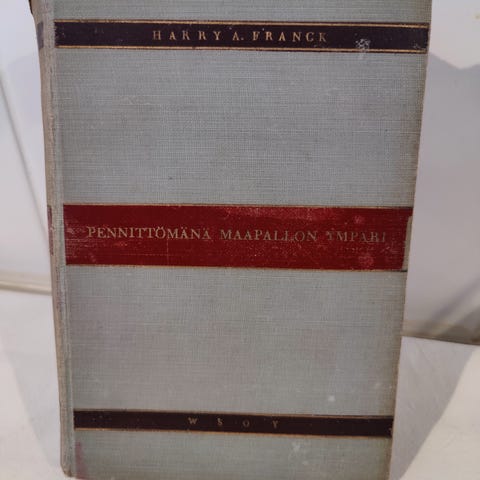 HARRY A. FRANCK
PENNITTÖMÄNÄ MAAPALLON YMPÄRI
WSOY